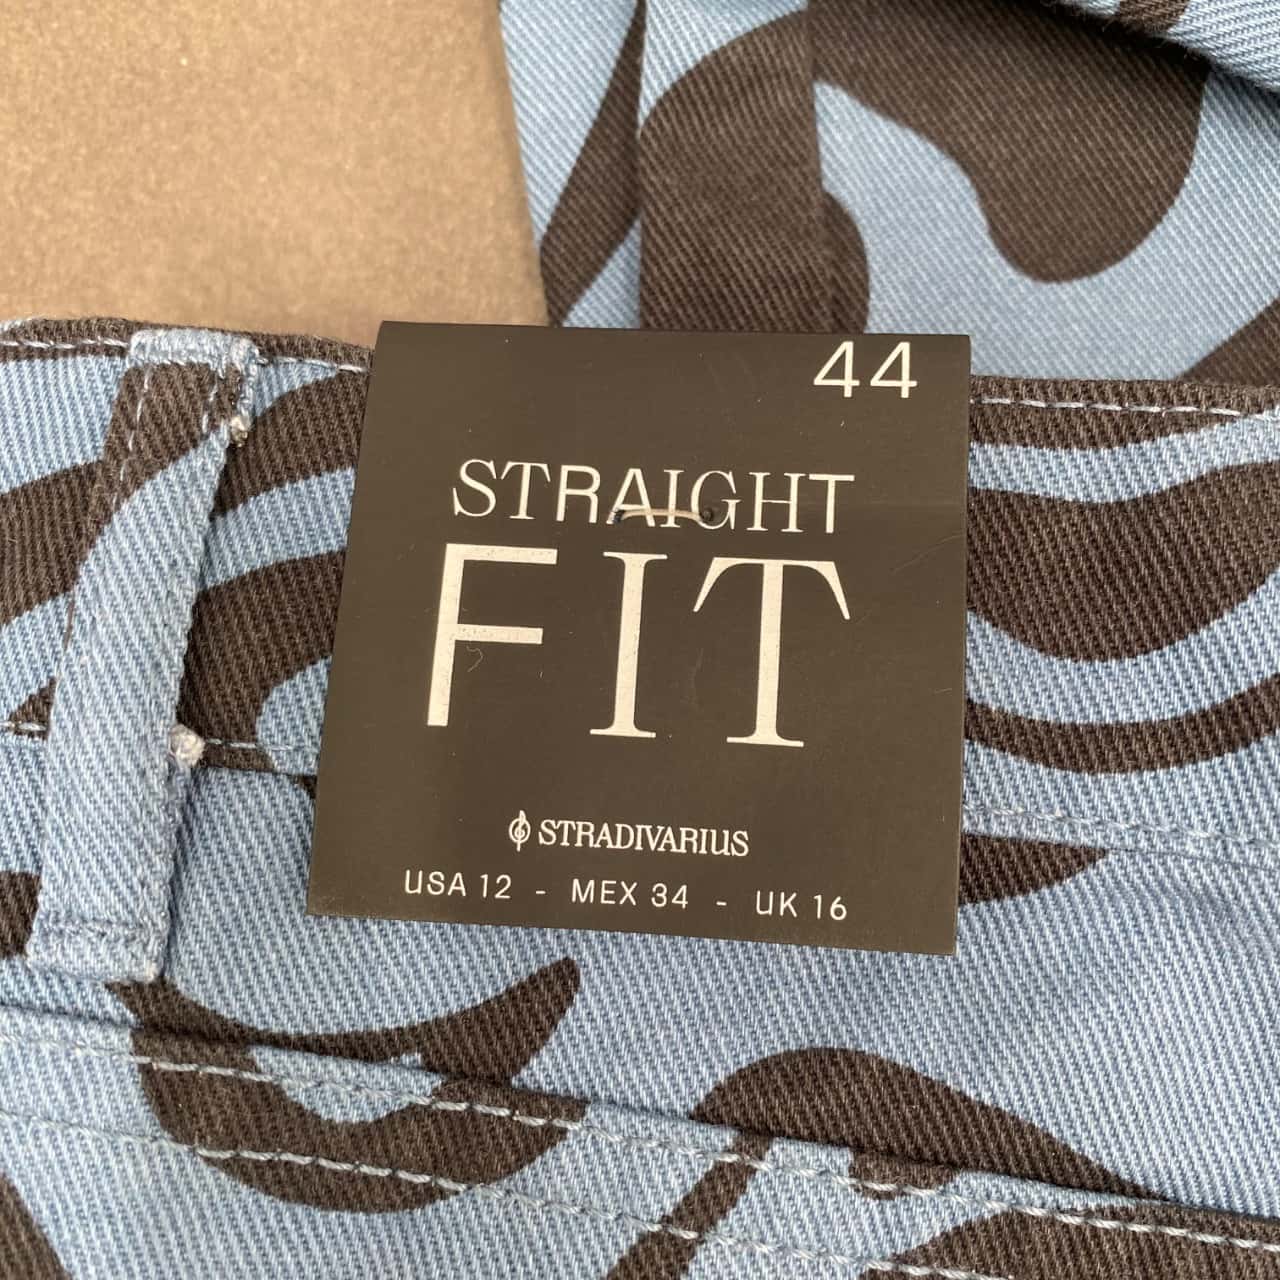 44
STRAIGHT
FIT
STRADIVARIUS
USA 12 - MEX 34 - UK 16